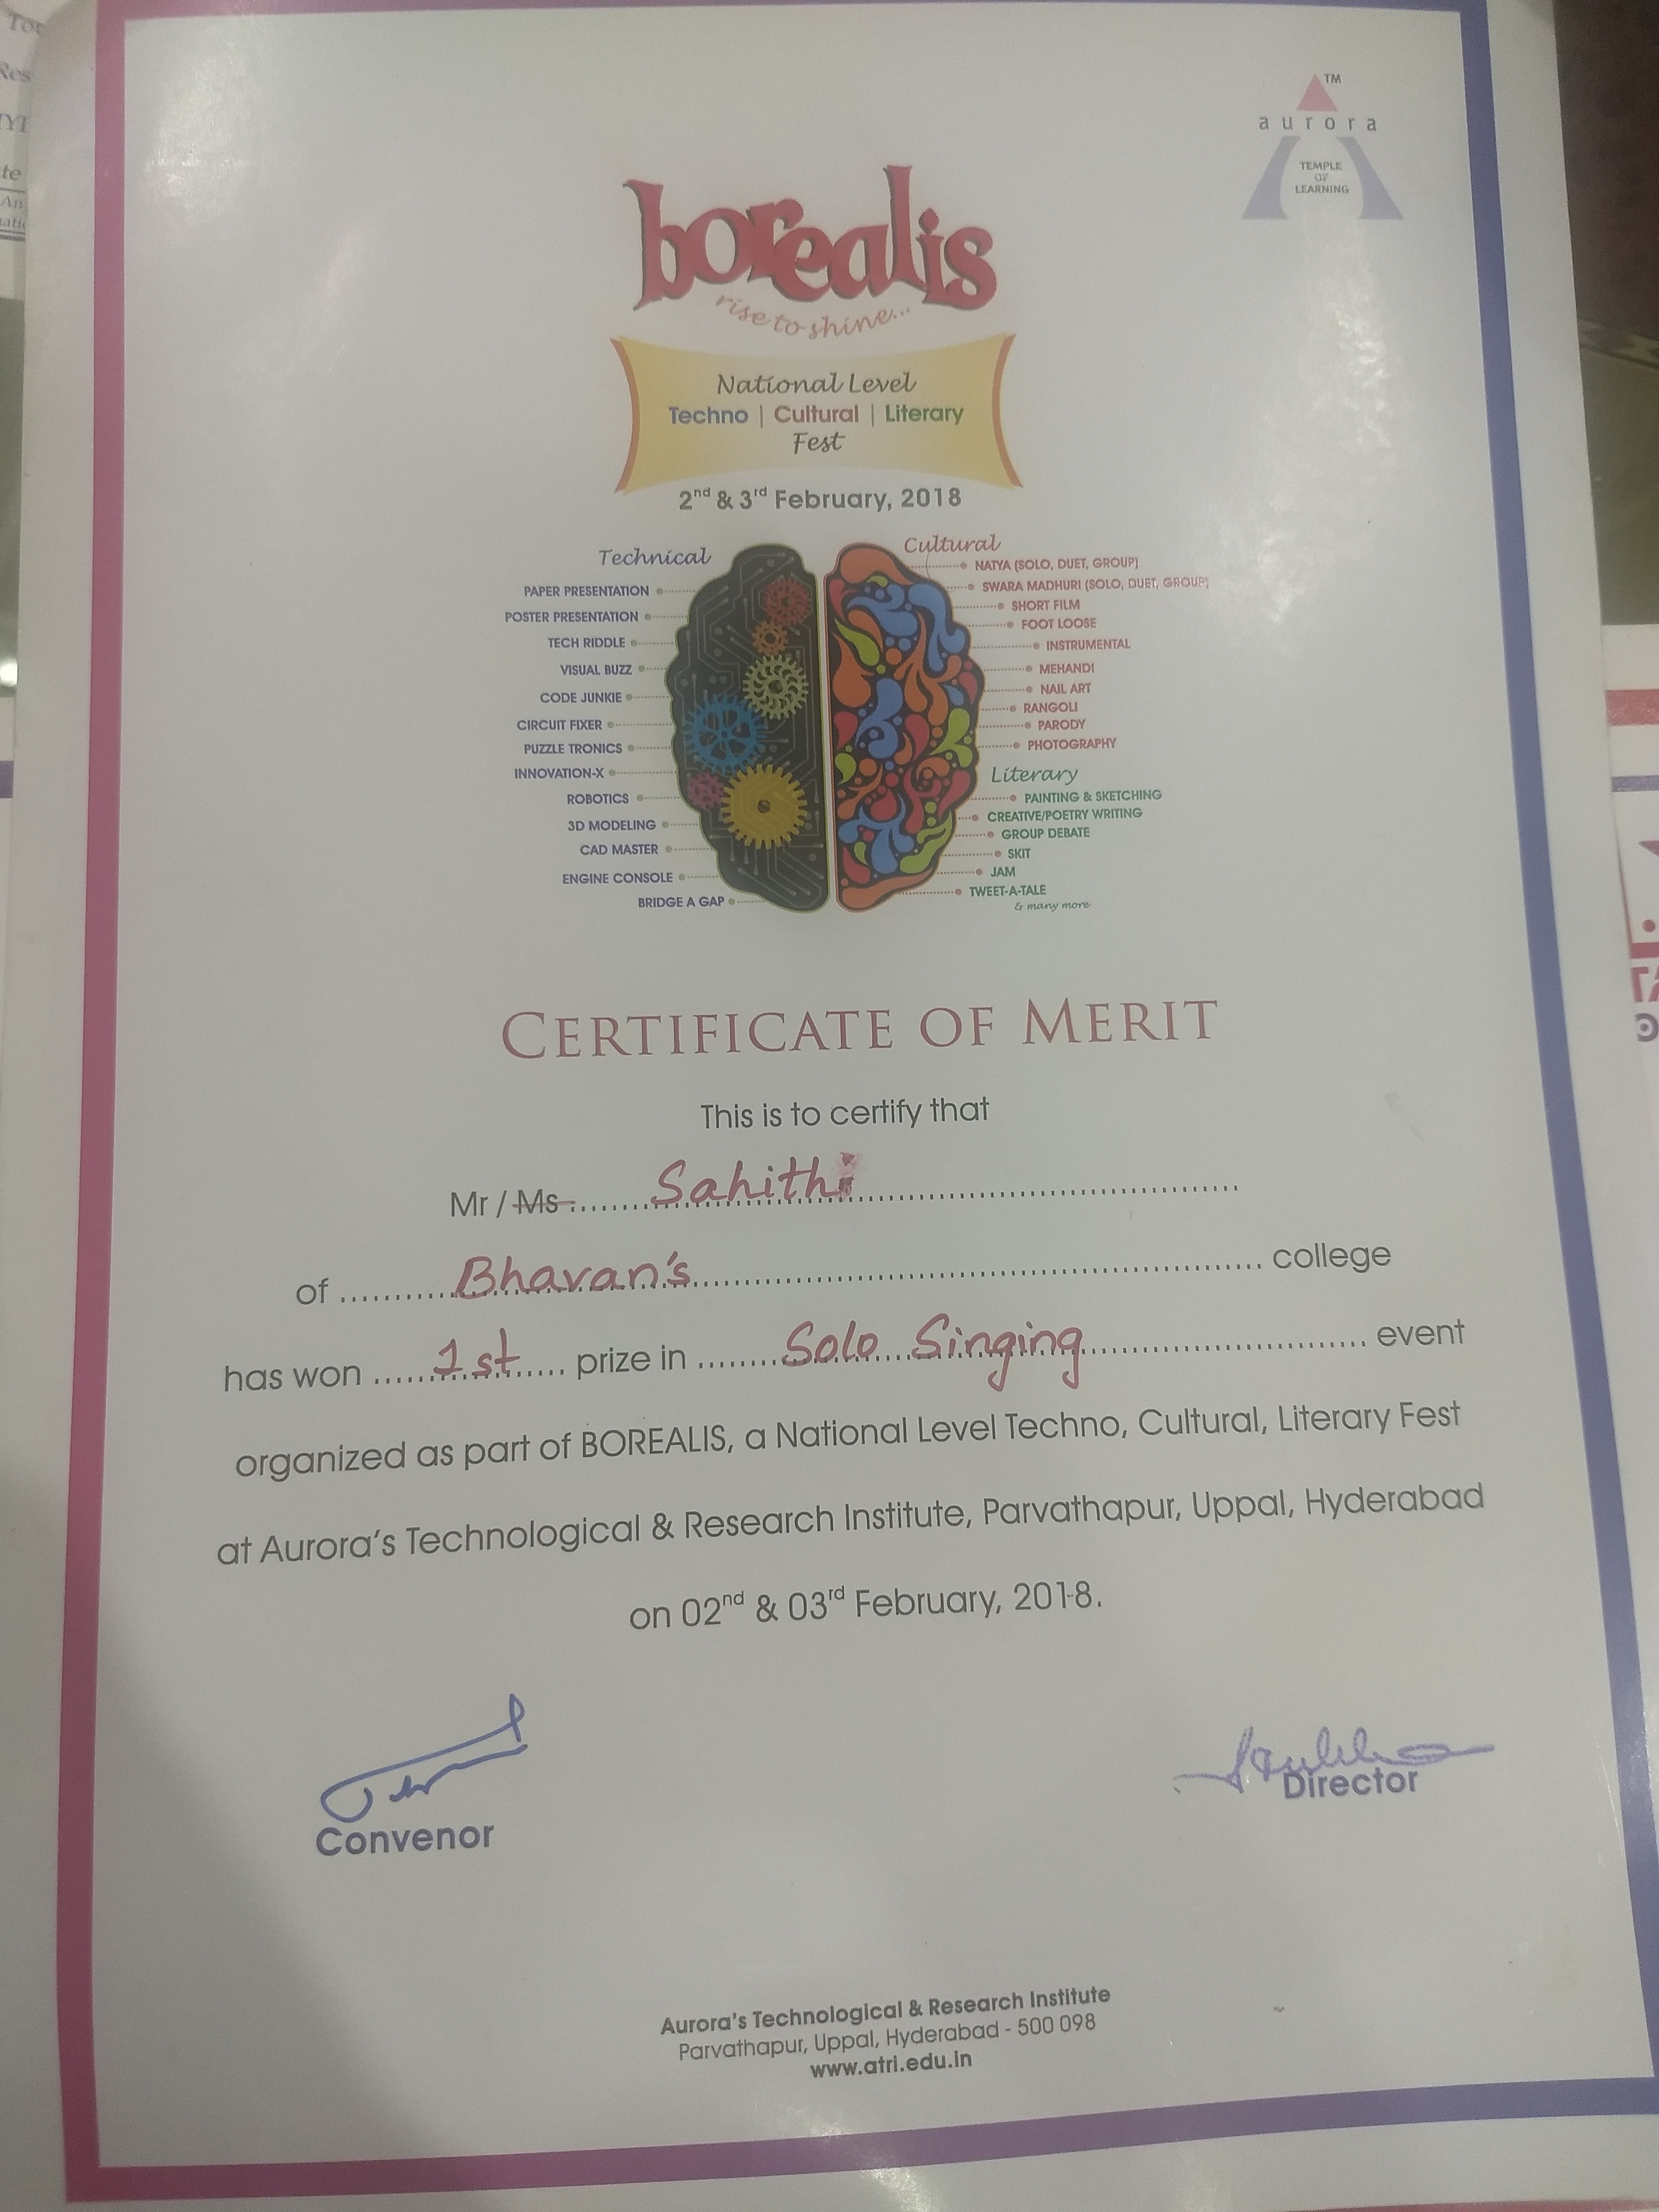 TM
aurora
TEMPLE
OF
LEARNING
borealis
rise to shine...
National Level
Techno | Cultural | Literary
Fest
2nd & 3rd February, 2018
Technical
PAPER PRESENTATION
POSTER PRESENTATION
TECH RIDDLE
VISUAL BUZZ
CODE JUNKIE
CIRCUIT FIXER
PUZZLE TRONICS
INNOVATION-X
ROBOTICS
3D MODELING
CAD MASTER
ENGINE CONSOLE
BRIDGE A GAP
Cultural
NATYA (SOLO, DUET, GROUP)
SWARA MADHURI (SOLO, DUET, GROUP)
SHORT FILM
FOOT LOOSE
INSTRUMENTAL
MEHANDI
NAIL ART
RANGOLI
PARODY
PHOTOGRAPHY
Literary
PAINTING & SKETCHING
CREATIVE/POETRY WRITING
GROUP DEBATE
SKIT
JAM
TWEET-A-TALE
& many more
CERTIFICATE OF MERIT
This is to certify that
Mr / Ms. Sahithi
of Bhavan's college
has won 1st prize in Solo Singing event
organized as part of BOREALIS, a National Level Techno, Cultural, Literary Fest
at Aurora's Technological & Research Institute, Parvathapur, Uppal, Hyderabad
on 02nd & 03rd February, 2018.
Convenor
Director
Aurora's Technological & Research Institute
Parvathapur, Uppal, Hyderabad - 500 098
www.atri.edu.in